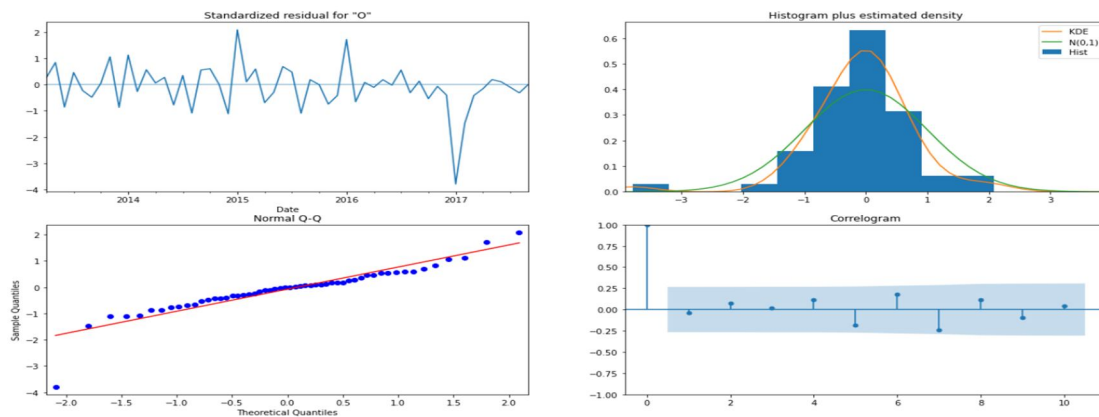 Standardized residual for "O"
2
1
0
−1
−2
−3
−4
2014 2015 2016 2017
Date
Histogram plus estimated density
KDE
N(0,1)
Hist
0.6
0.5
0.4
0.3
0.2
0.1
0.0
−3 −2 −1 0 1 2 3
Normal Q-Q
Sample Quantiles
2
1
0
−1
−2
−3
−4
−2.0 −1.5 −1.0 −0.5 0.0 0.5 1.0 1.5 2.0
Theoretical Quantiles
Correlogram
1.00
0.75
0.50
0.25
0.00
−0.25
−0.50
−0.75
−1.00
0 2 4 6 8 10